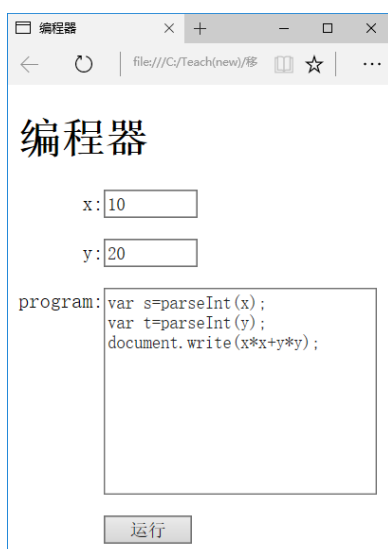 编程器
file:///C:/Teach(new)/移
编程器
x:10
y:20
program:var s=parseInt(x);
var t=parseInt(y);
document.write(x*x+y*y);
运行